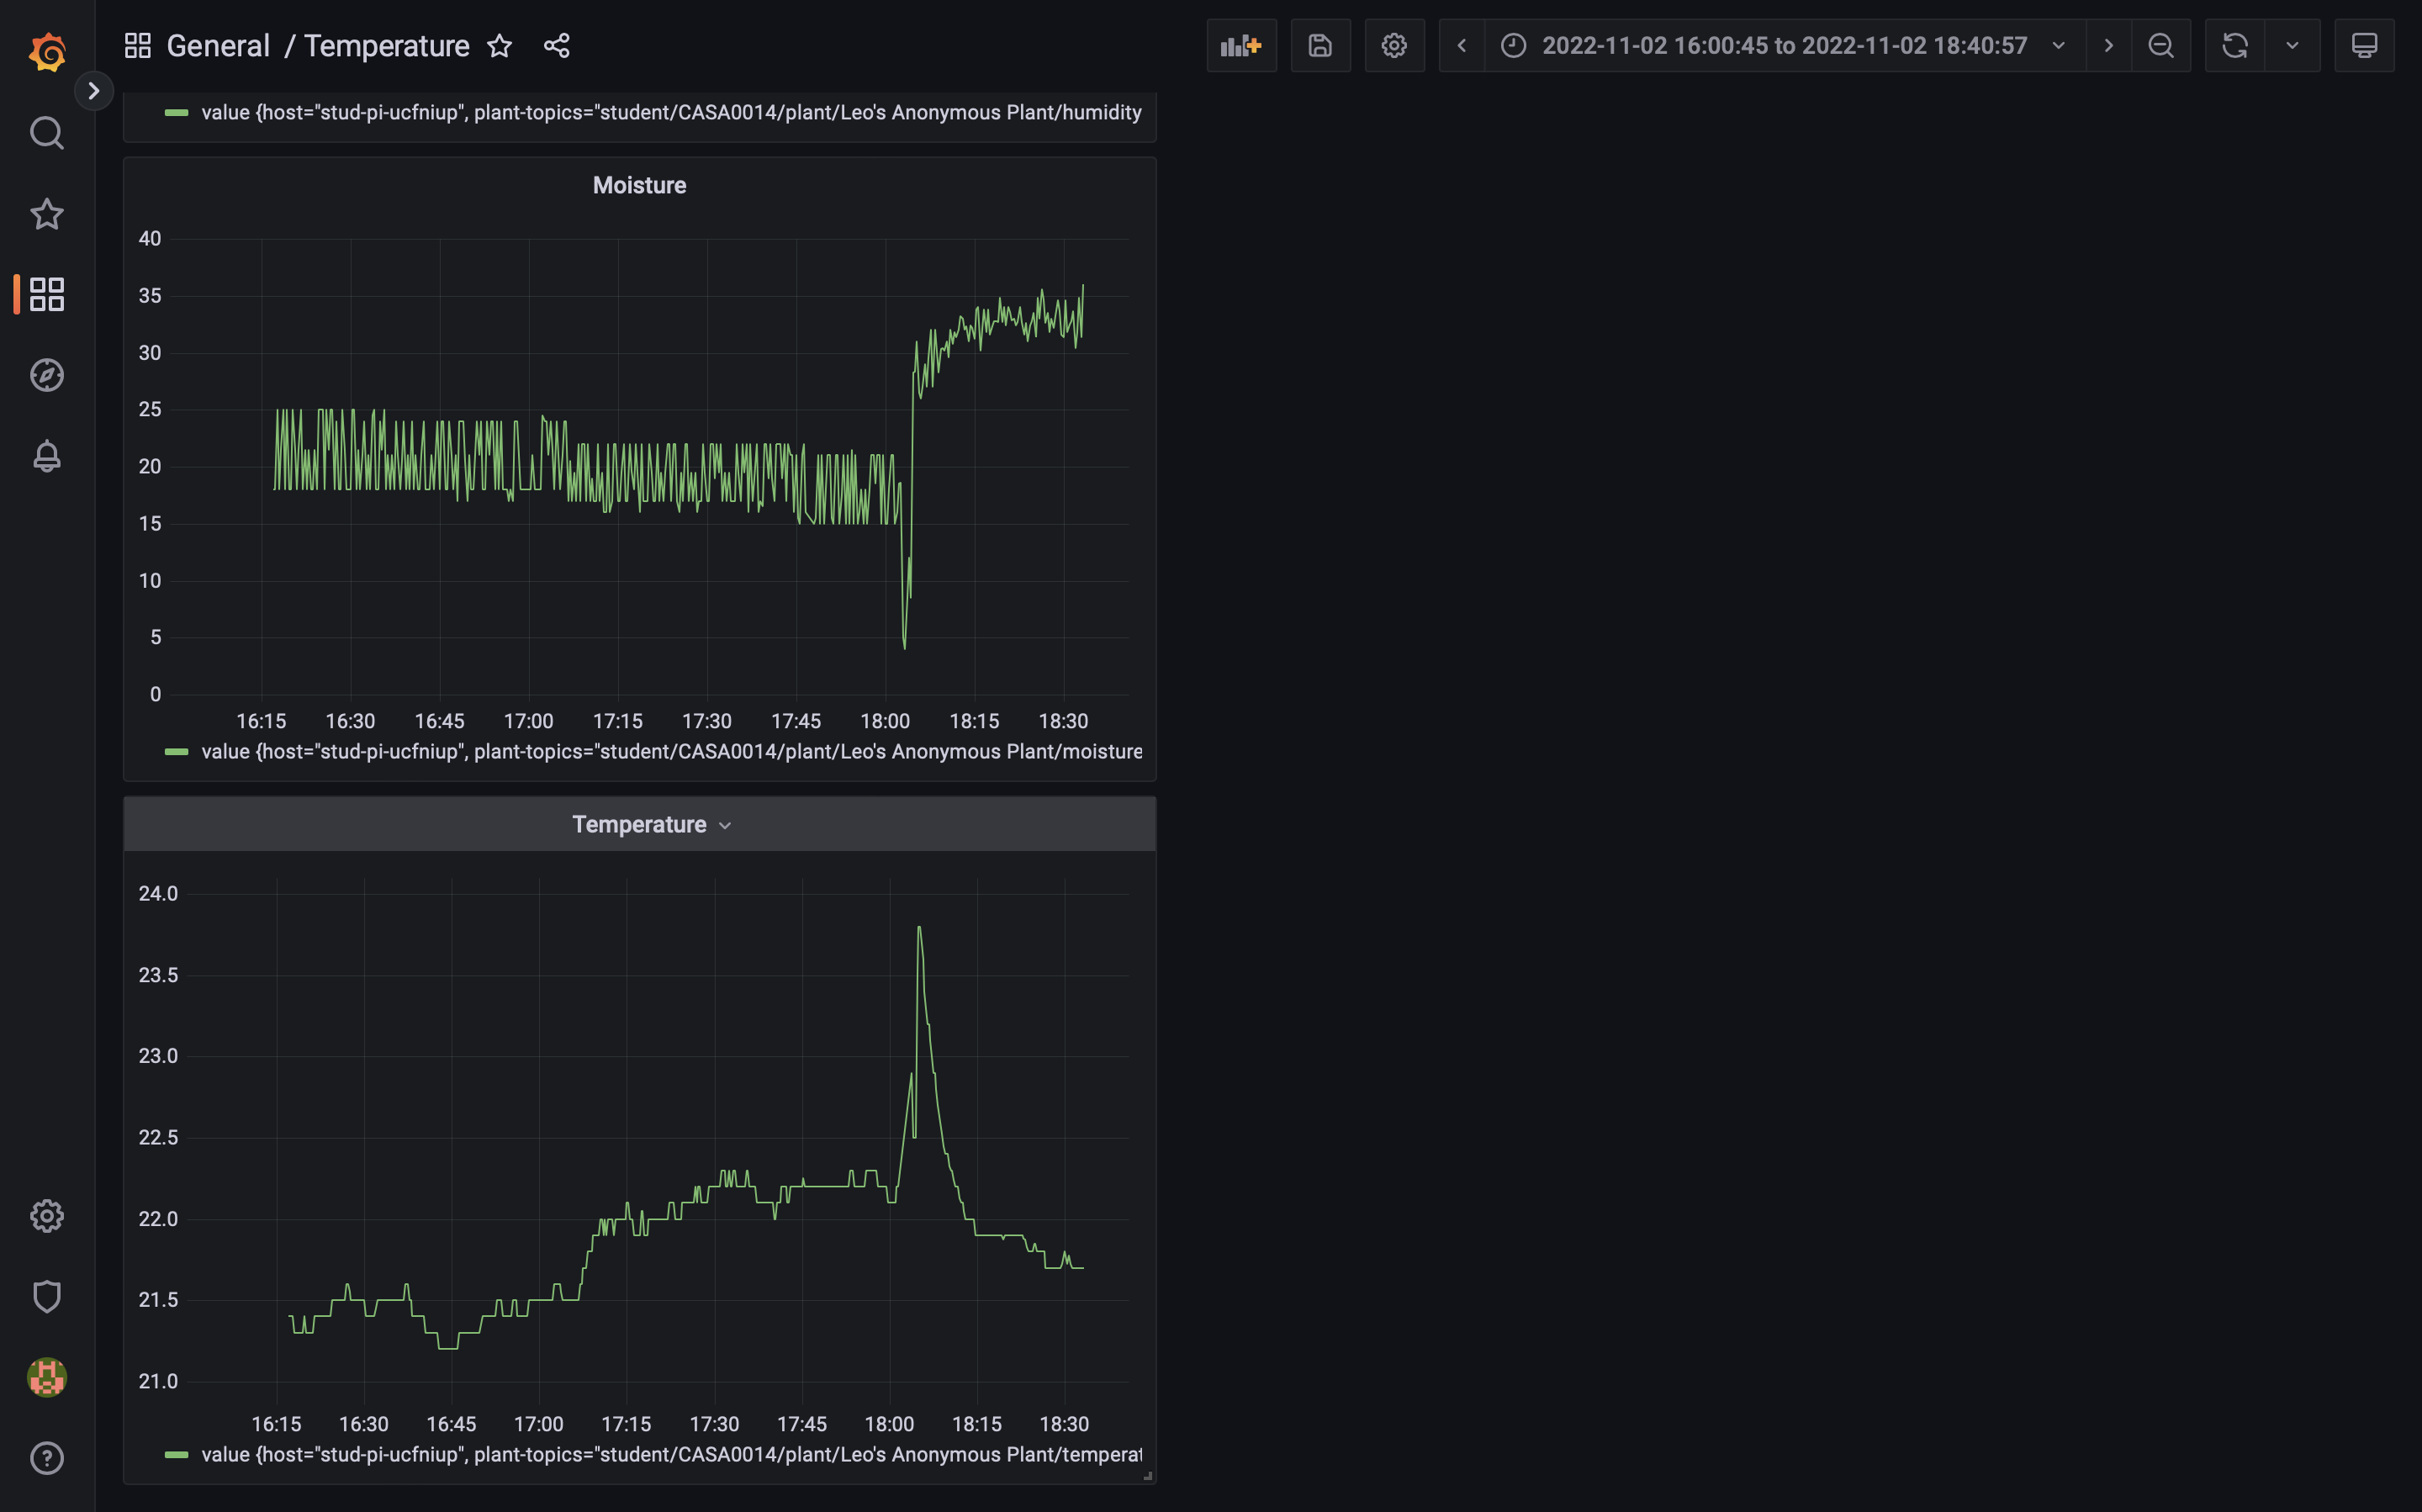 General / Temperature
2022-11-02 16:00:45 to 2022-11-02 18:40:57
value {host="stud-pi-ucfniup", plant-topics="student/CASA0014/plant/Leo's Anonymous Plant/humidity
Moisture
40
35
30
25
20
15
10
5
0
16:15 16:30 16:45 17:00 17:15 17:30 17:45 18:00 18:15 18:30
value {host="stud-pi-ucfniup", plant-topics="student/CASA0014/plant/Leo's Anonymous Plant/moisture
Temperature
24.0
23.5
23.0
22.5
22.0
21.5
21.0
16:15 16:30 16:45 17:00 17:15 17:30 17:45 18:00 18:15 18:30
value {host="stud-pi-ucfniup", plant-topics="student/CASA0014/plant/Leo's Anonymous Plant/temperat